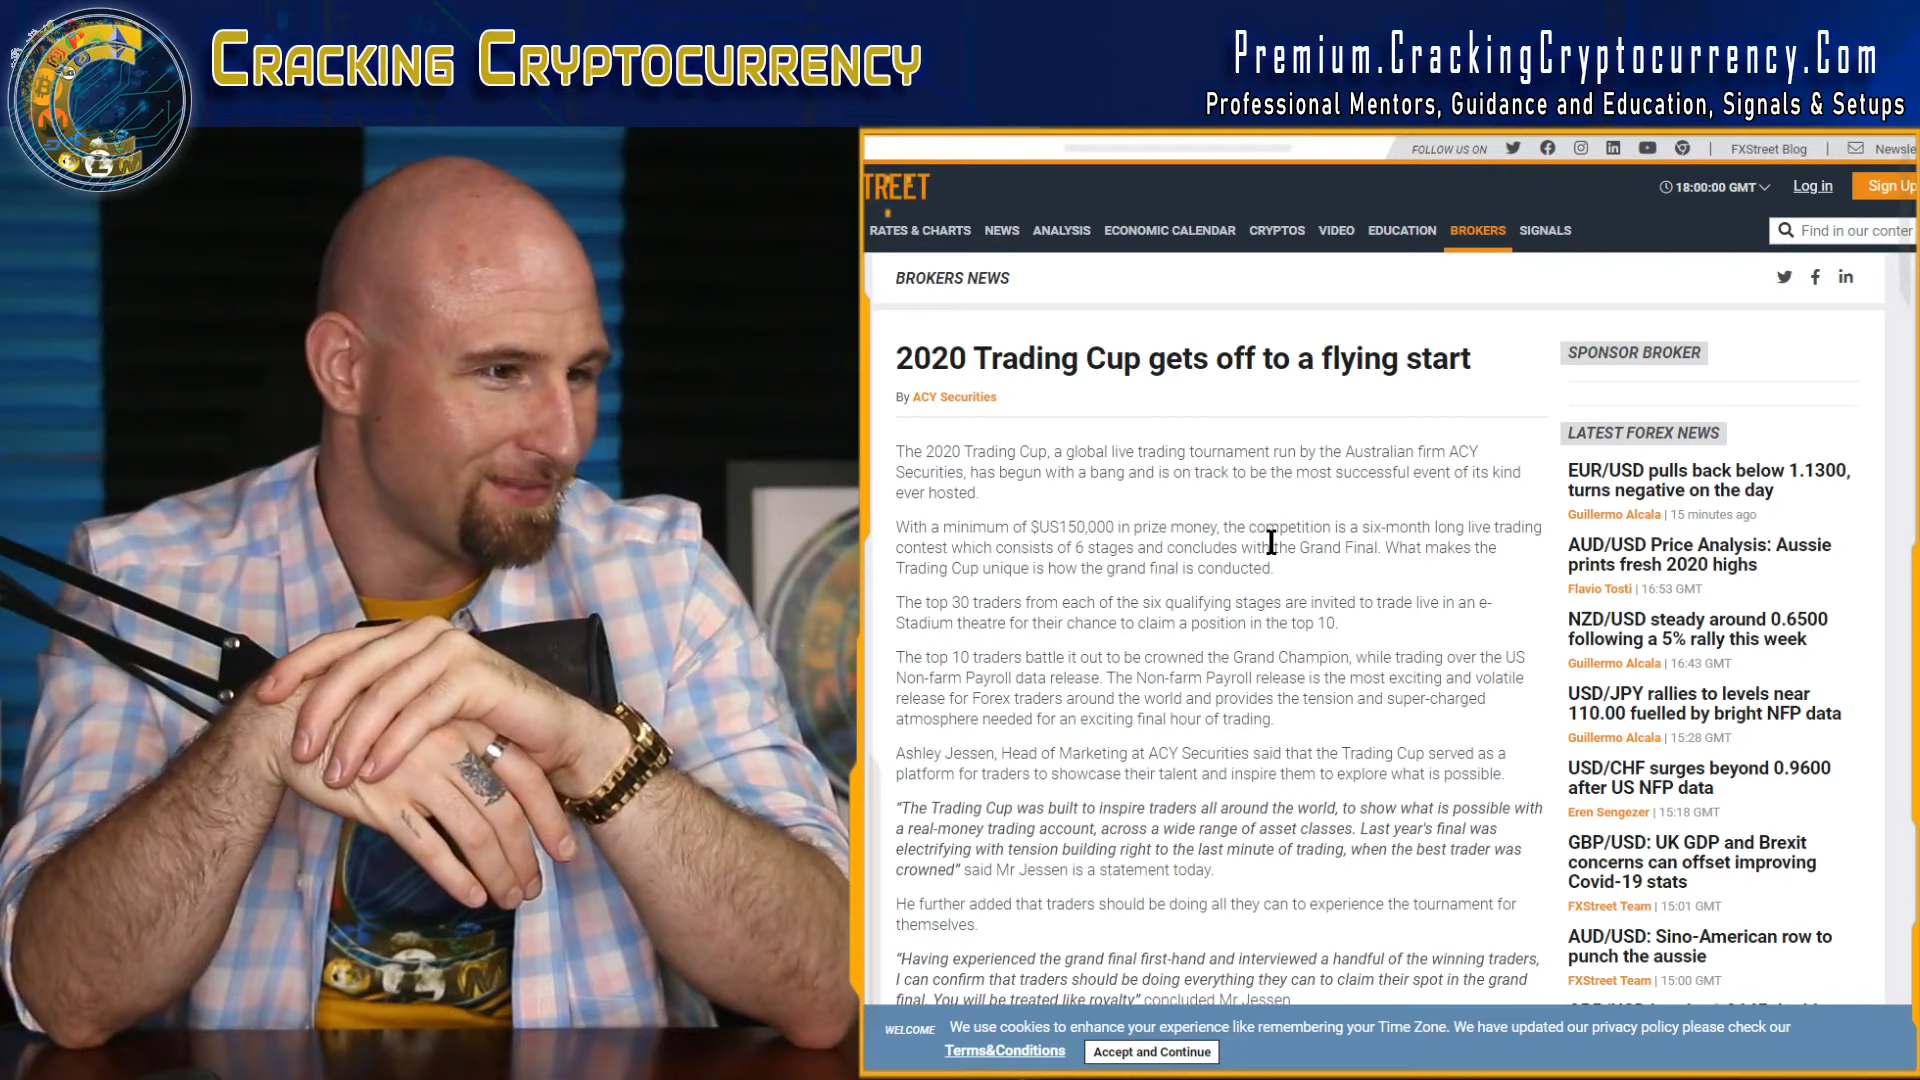 CRACKING CRYPTOCURRENCY
Premium.CrackingCryptocurrency.Com
Professional Mentors, Guidance and Education, Signals & Setups
FOLLOW US ON
FXStreet Blog
Newsle
TREET
18:00:00 GMT
Log in
Sign Up
RATES & CHARTS NEWS ANALYSIS ECONOMIC CALENDAR CRYPTOS VIDEO EDUCATION BROKERS SIGNALS
Find in our conter
BROKERS NEWS
2020 Trading Cup gets off to a flying start
By ACY Securities
The 2020 Trading Cup, a global live trading tournament run by the Australian firm ACY
Securities, has begun with a bang and is on track to be the most successful event of its kind
ever hosted.
With a minimum of $US150,000 in prize money, the competition is a six-month long live trading
contest which consists of 6 stages and concludes with the Grand Final. What makes the
Trading Cup unique is how the grand final is conducted.
The top 30 traders from each of the six qualifying stages are invited to trade live in an e-
Stadium theatre for their chance to claim a position in the top 10.
The top 10 traders battle it out to be crowned the Grand Champion, while trading over the US
Non-farm Payroll data release. The Non-farm Payroll release is the most exciting and volatile
release for Forex traders around the world and provides the tension and super-charged
atmosphere needed for an exciting final hour of trading.
Ashley Jessen, Head of Marketing at ACY Securities said that the Trading Cup served as a
platform for traders to showcase their talent and inspire them to explore what is possible.
“The Trading Cup was built to inspire traders all around the world, to show what is possible with
a real-money trading account, across a wide range of asset classes. Last year's final was
electrifying with tension building right to the last minute of trading, when the best trader was
crowned” said Mr Jessen is a statement today.
He further added that traders should be doing all they can to experience the tournament for
themselves.
“Having experienced the grand final first-hand and interviewed a handful of the winning traders,
I can confirm that traders should be doing everything they can to claim their spot in the grand
final. You will be treated like royalty” concluded Mr Jessen
SPONSOR BROKER
LATEST FOREX NEWS
EUR/USD pulls back below 1.1300,
turns negative on the day
Guillermo Alcala | 15 minutes ago
AUD/USD Price Analysis: Aussie
prints fresh 2020 highs
Flavio Tosti | 16:53 GMT
NZD/USD steady around 0.6500
following a 5% rally this week
Guillermo Alcala | 16:43 GMT
USD/JPY rallies to levels near
110.00 fuelled by bright NFP data
Guillermo Alcala | 15:28 GMT
USD/CHF surges beyond 0.9600
after US NFP data
Eren Sengezer | 15:18 GMT
GBP/USD: UK GDP and Brexit
concerns can offset improving
Covid-19 stats
FXStreet Team | 15:01 GMT
AUD/USD: Sino-American row to
punch the aussie
FXStreet Team | 15:00 GMT
WELCOME
We use cookies to enhance your experience like remembering your Time Zone. We have updated our privacy policy please check our
Terms&Conditions
Accept and Continue